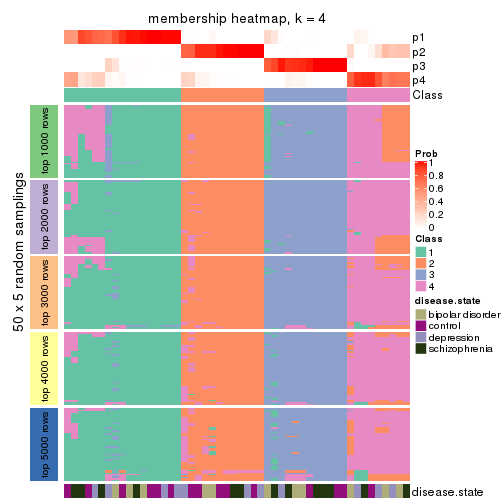 membership heatmap, k = 4
p1
p2
p3
p4
Class
50 x 5 random samplings
top 1000 rows
top 2000 rows
top 3000 rows
top 4000 rows
top 5000 rows
Prob
1
0.8
0.6
0.4
0.2
0
Class
1
2
3
4
disease.state
bipolar disorder
control
depression
schizophrenia
disease.state